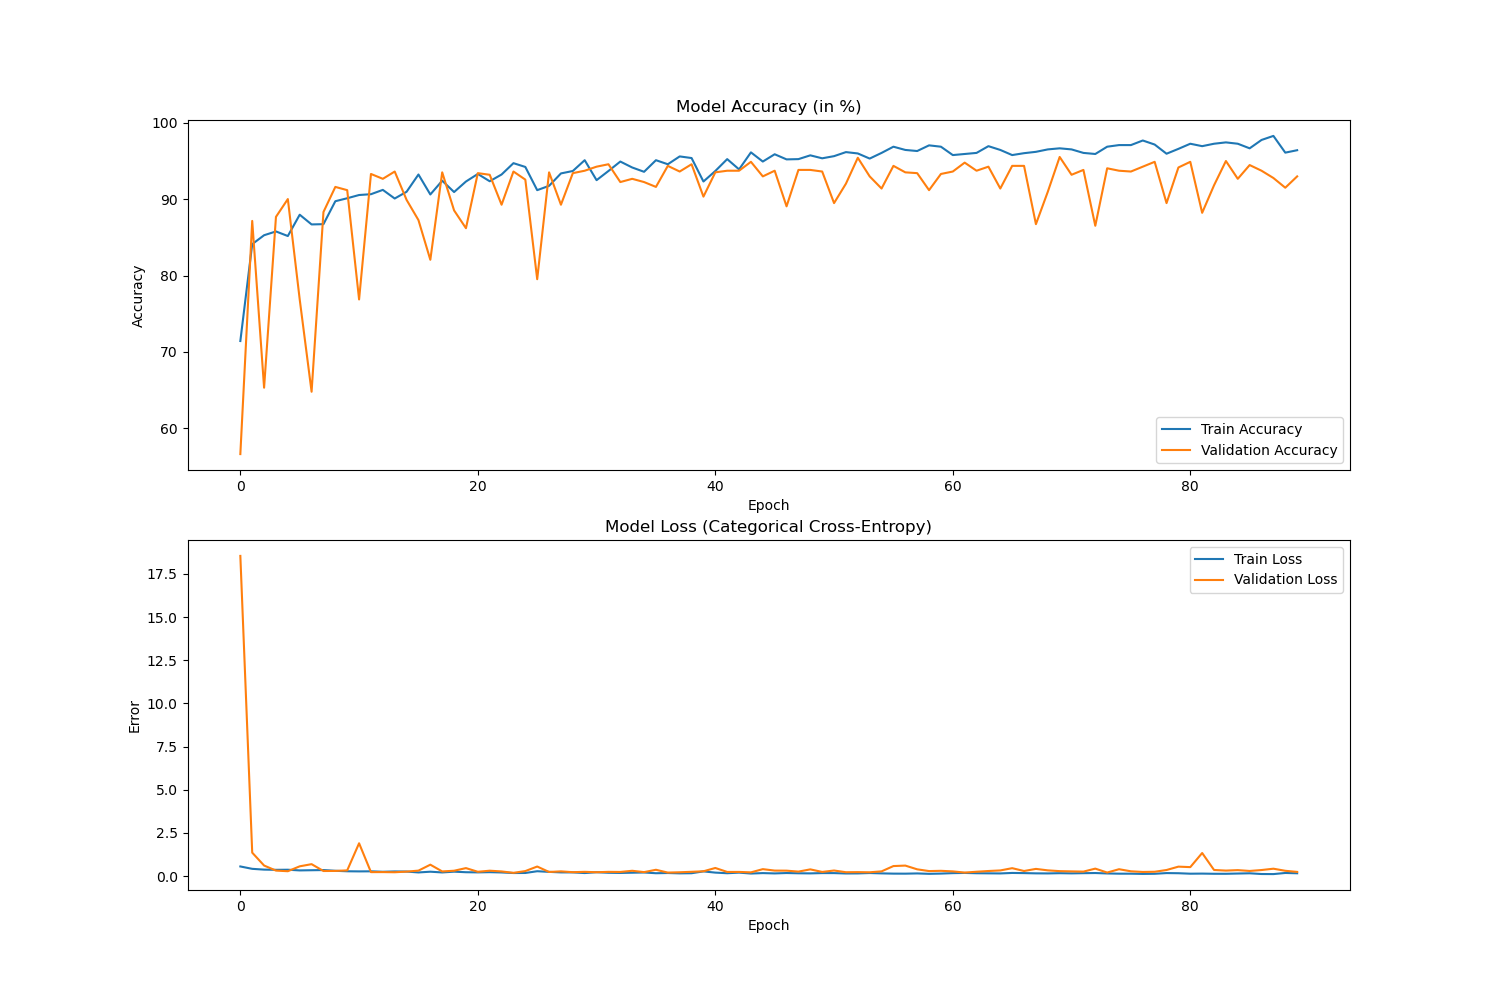 Model Accuracy (in %)
100
90
80
70
60
Accuracy
Train Accuracy
Validation Accuracy
0 20 40 60 80
Epoch
Model Loss (Categorical Cross-Entropy)
17.5
15.0
12.5
10.0
7.5
5.0
2.5
0.0
Error
Train Loss
Validation Loss
0 20 40 60 80
Epoch